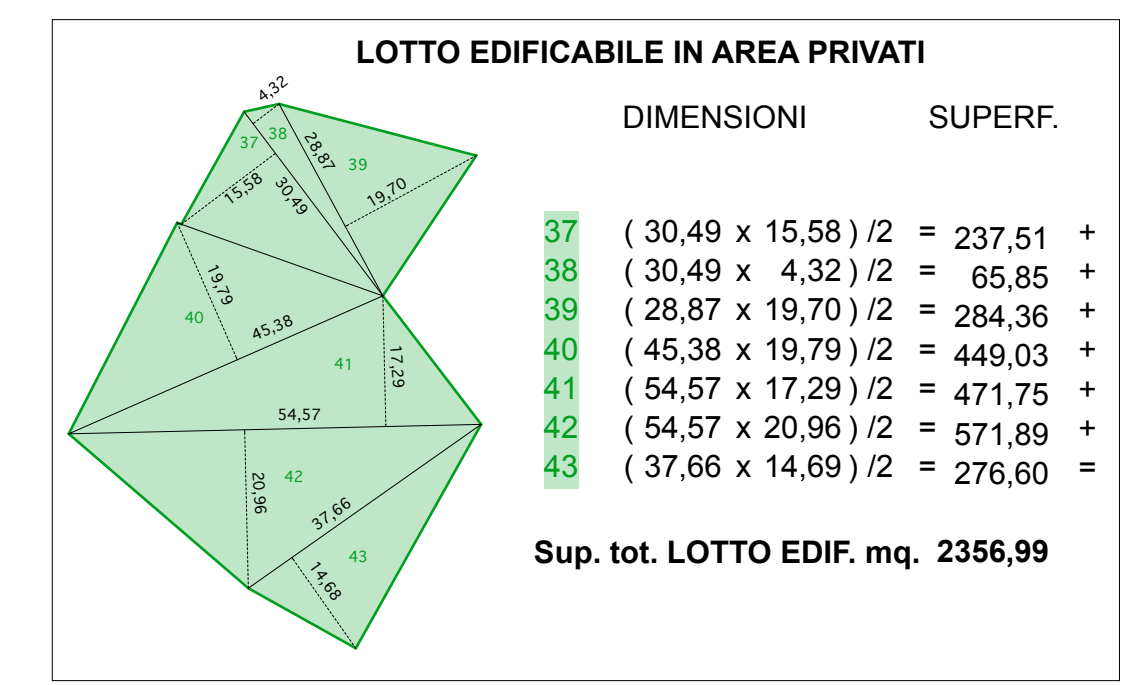 LOTTO EDIFICABILE IN AREA PRIVATI
DIMENSIONI SUPERF.
4,32
37
38
28,87
39
15,58
30,49
19,70
19,79
40
45,38
41
17,29
54,57
20,96
42
37,66
43
14,68
37 ( 30,49 x 15,58 ) /2 = 237,51 +
38 ( 30,49 x 4,32 ) /2 = 65,85 +
39 ( 28,87 x 19,70 ) /2 = 284,36 +
40 ( 45,38 x 19,79 ) /2 = 449,03 +
41 ( 54,57 x 17,29 ) /2 = 471,75 +
42 ( 54,57 x 20,96 ) /2 = 571,89 +
43 ( 37,66 x 14,69 ) /2 = 276,60 =
Sup. tot. LOTTO EDIF. mq. 2356,99